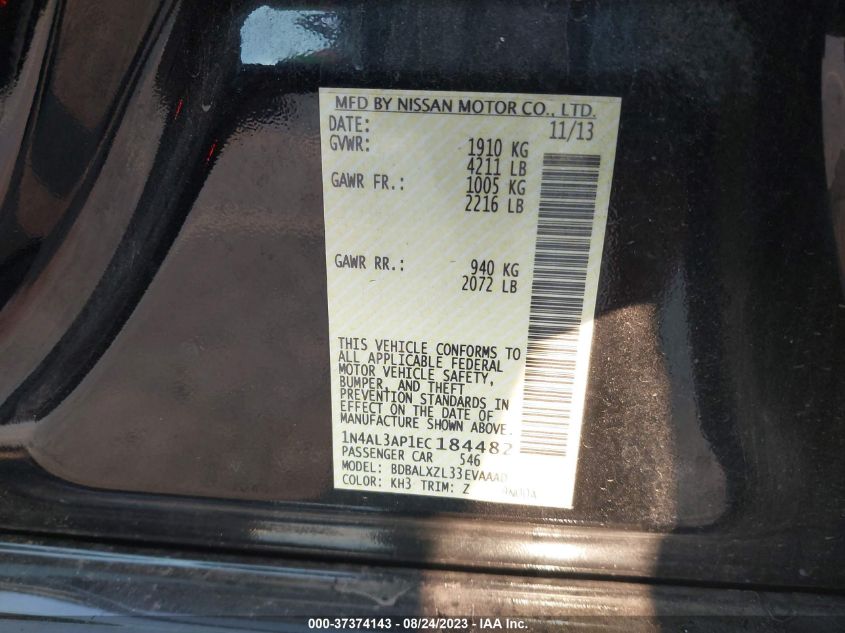 MFD BY NISSAN MOTOR CO., LTD.
DATE: 11/13
GVWR: 1910 KG
4211 LB
GAWR FR.: 1005 KG
2216 LB
GAWR RR.: 940 KG
2072 LB
THIS VEHICLE CONFORMS TO
ALL APPLICABLE FEDERAL
MOTOR VEHICLE SAFETY,
BUMPER, AND THEFT
PREVENTION STANDARDS IN
EFFECT ON THE DATE OF
MANUFACTURE SHOWN ABOVE.
1N4AL3AP1EC184482
PASSENGER CAR 546
MODEL: BDBALXZL33EVAAAD
COLOR: KH3 TRIM: Z
000-37374143 - 08/24/2023 - IAA Inc.